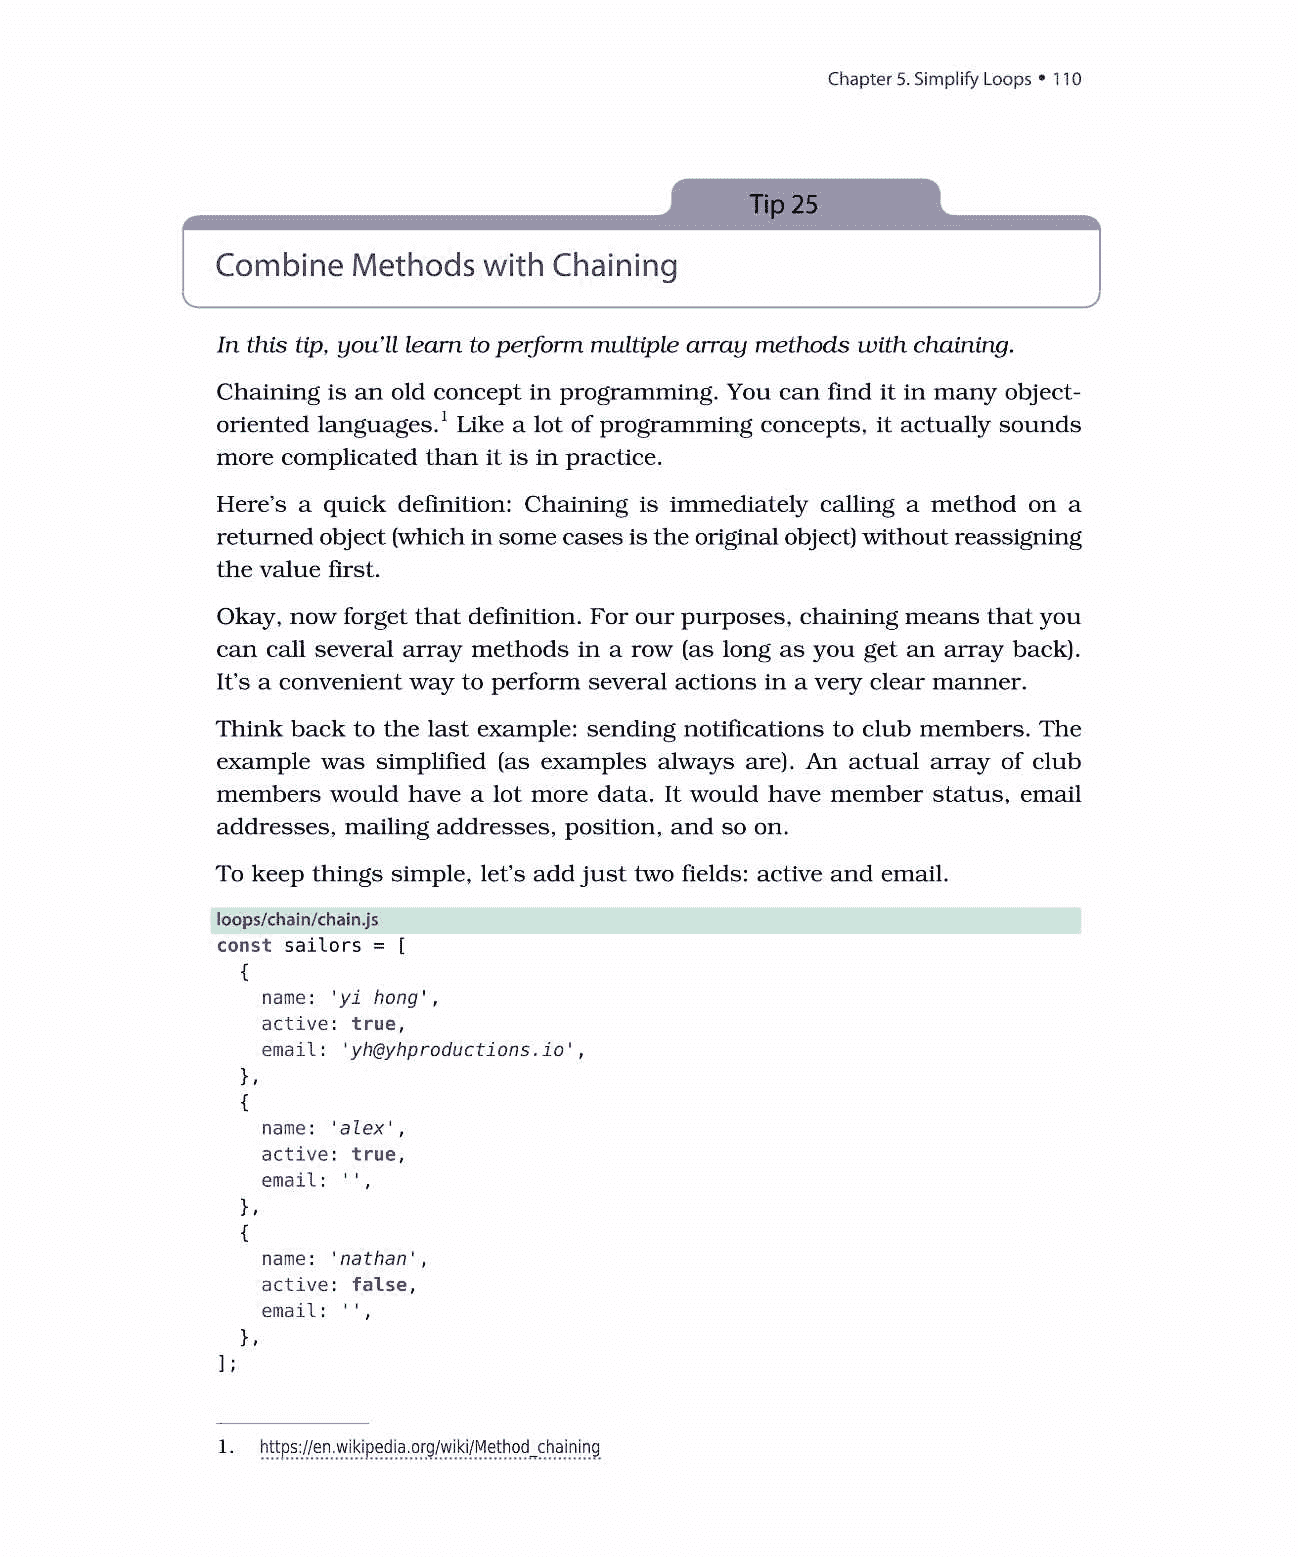 Chapter 5. Simplify Loops • 110
Tip 25
Combine Methods with Chaining
In this tip, you'll learn to perform multiple array methods with chaining.
Chaining is an old concept in programming. You can find it in many object-
oriented languages.1 Like a lot of programming concepts, it actually sounds
more complicated than it is in practice.
Here's a quick definition: Chaining is immediately calling a method on a
returned object (which in some cases is the original object) without reassigning
the value first.
Okay, now forget that definition. For our purposes, chaining means that you
can call several array methods in a row (as long as you get an array back).
It's a convenient way to perform several actions in a very clear manner.
Think back to the last example: sending notifications to club members. The
example was simplified (as examples always are). An actual array of club
members would have a lot more data. It would have member status, email
addresses, mailing addresses, position, and so on.
To keep things simple, let's add just two fields: active and email.
loops/chain/chain.js
const sailors = [
  {
    name: 'yi hong',
    active: true,
    email: 'yh@yhproductions.io',
  },
  {
    name: 'alex',
    active: true,
    email: '',
  },
  {
    name: 'nathan',
    active: false,
    email: '',
  },
];
1. https://en.wikipedia.org/wiki/Method_chaining